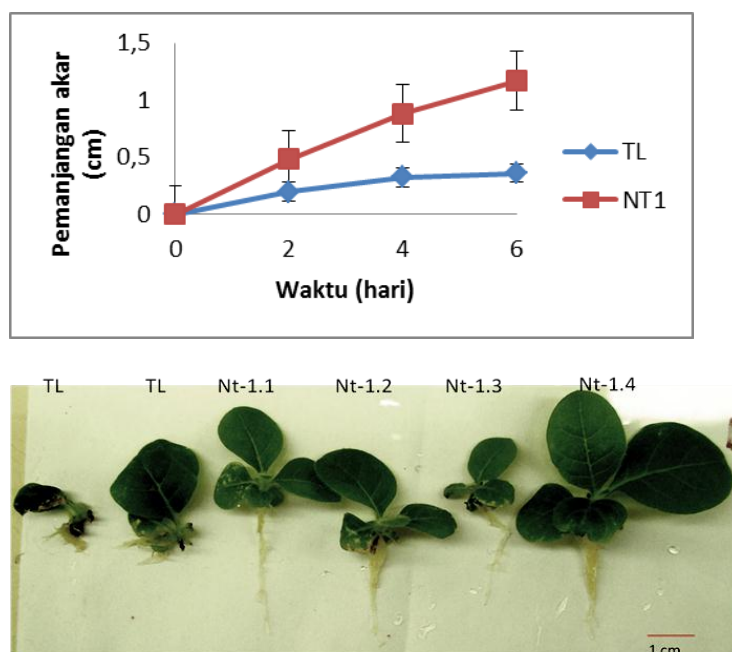 1,5
1
0,5
0
Pemanjangan akar
(cm)
0 2 4 6
Waktu (hari)
TL
NT1
TL TL Nt-1.1 Nt-1.2 Nt-1.3 Nt-1.4
1 cm